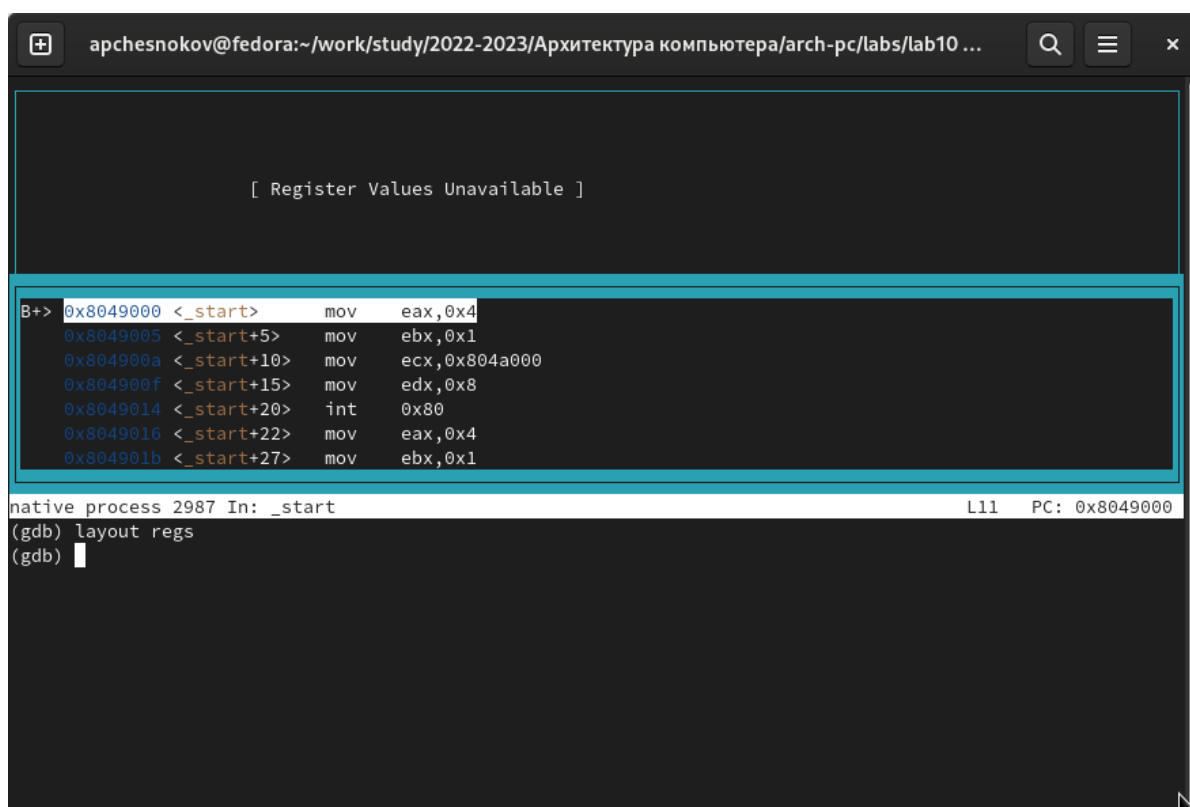 apchesnokov@fedora:~/work/study/2022-2023/Архитектура компьютера/arch-pc/labs/lab10 ...
[ Register Values Unavailable ]
B+> 0x8049000 <_start> mov eax,0x4
0x8049005 <_start+5> mov ebx,0x1
0x804900a <_start+10> mov ecx,0x804a000
0x804900f <_start+15> mov edx,0x8
0x8049014 <_start+20> int 0x80
0x8049016 <_start+22> mov eax,0x4
0x804901b <_start+27> mov ebx,0x1
native process 2987 In: _start L11 PC: 0x8049000
(gdb) layout regs
(gdb)